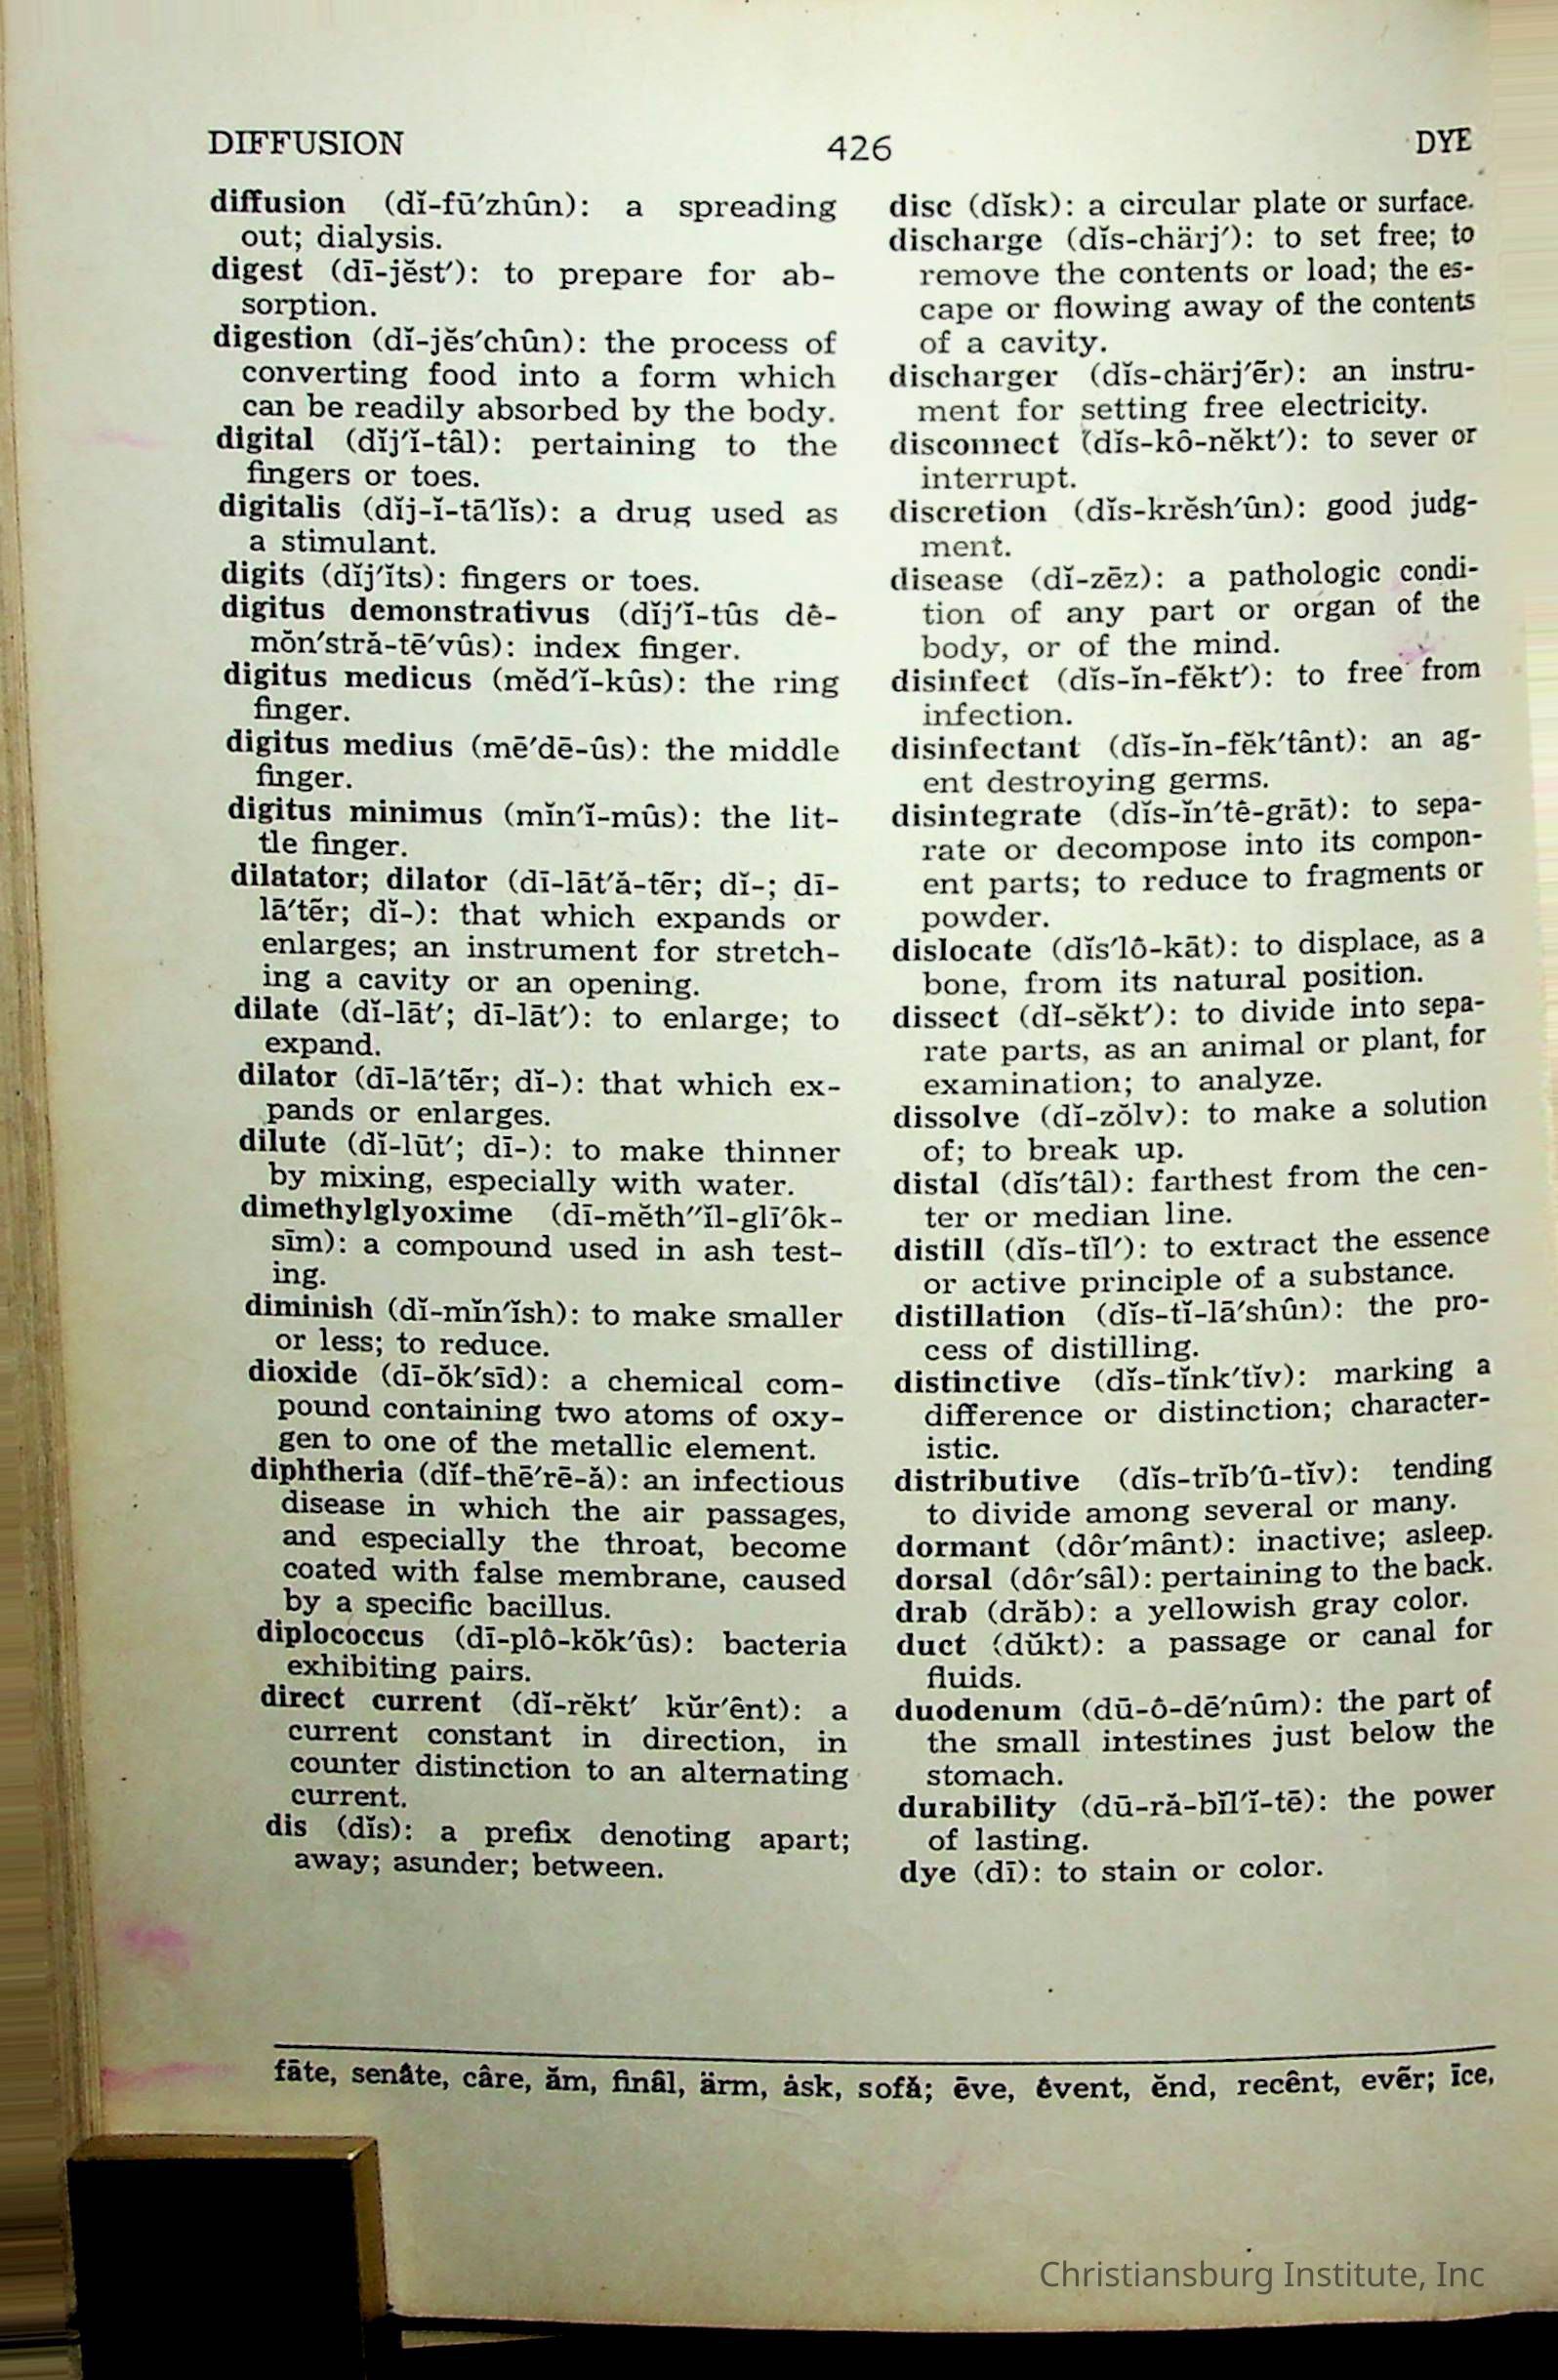 DIFFUSION 426 DYE
diffusion (dĭ-fū′zhûn): a spreading
out; dialysis.
digest (dī-jĕst′): to prepare for ab-
sorption.
digestion (dĭ-jĕs′chûn): the process of
converting food into a form which
can be readily absorbed by the body.
digital (dĭj′ĭ-tâl): pertaining to the
fingers or toes.
digitalis (dĭj-ĭ-tā′lĭs): a drug used as
a stimulant.
digits (dĭj′ĭts): fingers or toes.
digitus demonstrativus (dĭj′ĭ-tûs dê-
mŏn′stră-tē′vûs): index finger.
digitus medicus (mĕd′ĭ-kûs): the ring
finger.
digitus medius (mē′dē-ûs): the middle
finger.
digitus minimus (mĭn′ĭ-mûs): the lit-
tle finger.
dilatator; dilator (dī-lāt′ă-tẽr; dĭ-; dī-
lā′tẽr; dĭ-): that which expands or
enlarges; an instrument for stretch-
ing a cavity or an opening.
dilate (dĭ-lāt′; dī-lāt′): to enlarge; to
expand.
dilator (dī-lā′tẽr; dĭ-): that which ex-
pands or enlarges.
dilute (dĭ-lūt′; dī-): to make thinner
by mixing, especially with water.
dimethylglyoxime (dī-mĕth″ĭl-glī′ôk-
sīm): a compound used in ash test-
ing.
diminish (dĭ-mĭn′ĭsh): to make smaller
or less; to reduce.
dioxide (dī-ŏk′sīd): a chemical com-
pound containing two atoms of oxy-
gen to one of the metallic element.
diphtheria (dĭf-thē′rē-ă): an infectious
disease in which the air passages,
and especially the throat, become
coated with false membrane, caused
by a specific bacillus.
diplococcus (dī-plô-kŏk′ûs): bacteria
exhibiting pairs.
direct current (dĭ-rĕkt′ kŭr′ênt): a
current constant in direction, in
counter distinction to an alternating
current.
dis (dĭs): a prefix denoting apart;
away; asunder; between.
disc (dĭsk): a circular plate or surface.
discharge (dĭs-chärj′): to set free; to
remove the contents or load; the es-
cape or flowing away of the contents
of a cavity.
discharger (dĭs-chärj′ẽr): an instru-
ment for setting free electricity.
disconnect (dĭs-kô-nĕkt′): to sever or
interrupt.
discretion (dĭs-krĕsh′ûn): good judg-
ment.
disease (dĭ-zēz): a pathologic condi-
tion of any part or organ of the
body, or of the mind.
disinfect (dĭs-ĭn-fĕkt′): to free from
infection.
disinfectant (dĭs-ĭn-fĕk′tânt): an ag-
ent destroying germs.
disintegrate (dĭs-ĭn′tê-grāt): to sepa-
rate or decompose into its compon-
ent parts; to reduce to fragments or
powder.
dislocate (dĭs′lô-kāt): to displace, as a
bone, from its natural position.
dissect (dĭ-sĕkt′): to divide into sepa-
rate parts, as an animal or plant, for
examination; to analyze.
dissolve (dĭ-zŏlv): to make a solution
of; to break up.
distal (dĭs′tâl): farthest from the cen-
ter or median line.
distill (dĭs-tĭl′): to extract the essence
or active principle of a substance.
distillation (dĭs-tĭ-lā′shûn): the pro-
cess of distilling.
distinctive (dĭs-tĭnk′tĭv): marking a
difference or distinction; character-
istic.
distributive (dĭs-trĭb′û-tĭv): tending
to divide among several or many.
dormant (dôr′mânt): inactive; asleep.
dorsal (dôr′sâl): pertaining to the back.
drab (drăb): a yellowish gray color.
duct (dŭkt): a passage or canal for
fluids.
duodenum (dū-ô-dē′nûm): the part of
the small intestines just below the
stomach.
durability (dū-ră-bĭl′ĭ-tē): the power
of lasting.
dye (dī): to stain or color.
fāte, senâte, câre, ăm, finâl, ärm, ȧsk, sofă; ēve, êvent, ĕnd, recênt, evẽr; īce,
Christiansburg Institute, Inc